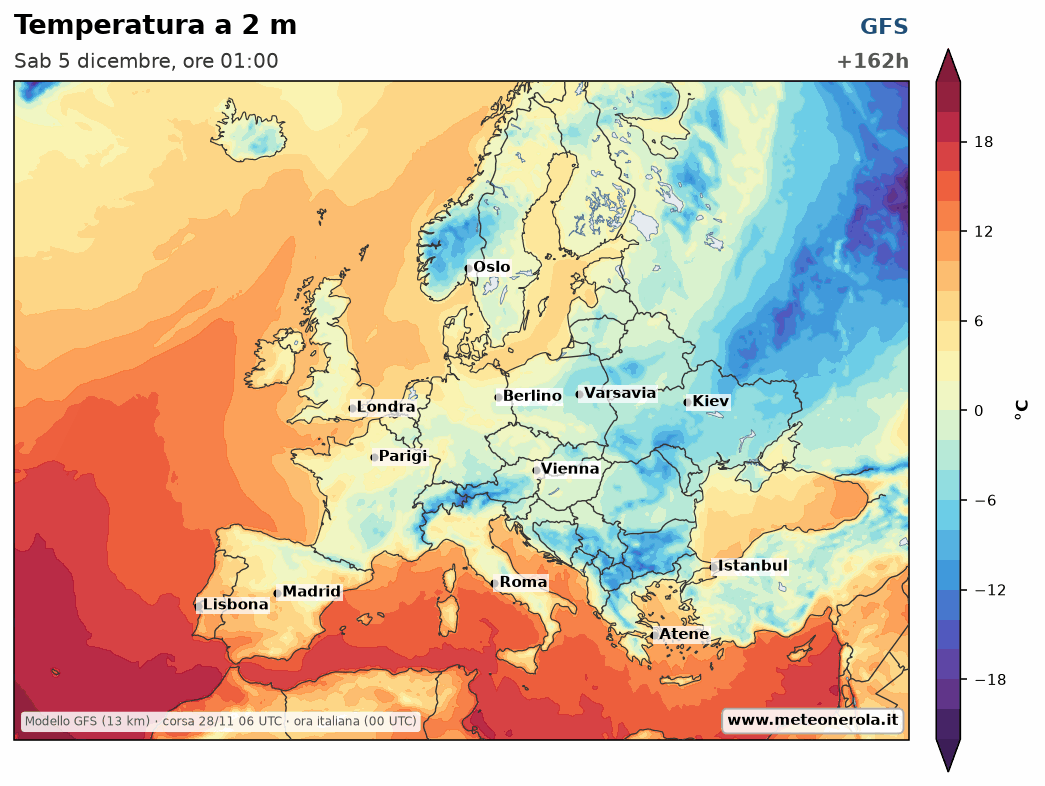 Temperatura a 2 m
GFS
Sab 5 dicembre, ore 01:00
+162h
Oslo
Londra
Berlino
Varsavia
Kiev
Parigi
Vienna
Istanbul
Roma
Madrid
Lisbona
Atene
Modello GFS (13 km) · corsa 28/11 06 UTC · ora italiana (00 UTC)
www.meteonerola.it
18
12
6
0
−6
−12
−18
°C